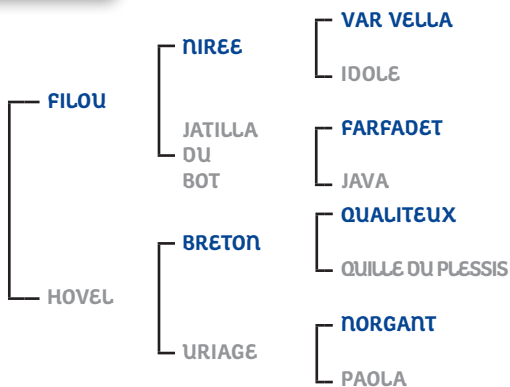 VAR VELLA
NIREE
IDOLE
FILOU
JATILLA
DU
BOT
FARFADET
JAVA
QUALITEUX
BRETON
QUILLE DU PLESSIS
HOVEL
NORGANT
URIAGE
PAOLA